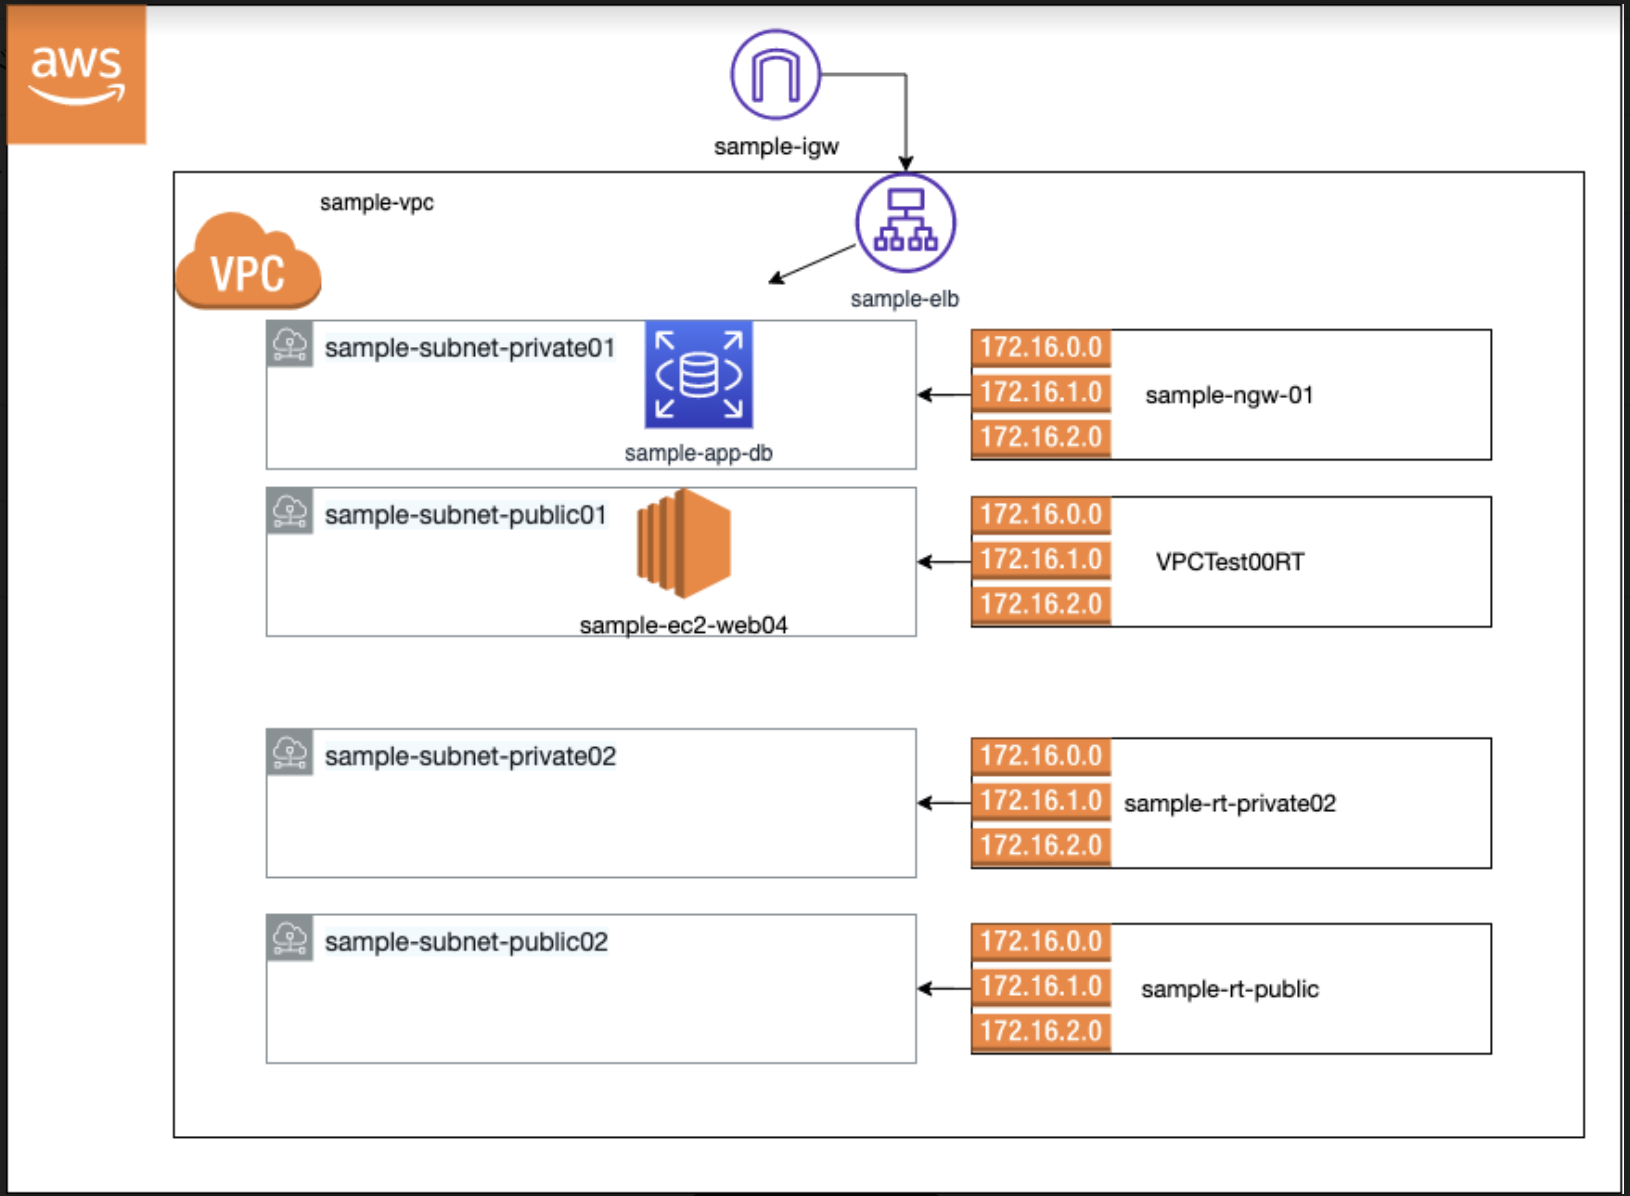 aws
sample-igw
sample-vpc
VPC
sample-elb
sample-subnet-private01
sample-app-db
172.16.0.0
172.16.1.0
172.16.2.0
sample-ngw-01
sample-subnet-public01
sample-ec2-web04
172.16.0.0
172.16.1.0
172.16.2.0
VPCTest00RT
sample-subnet-private02
172.16.0.0
172.16.1.0
172.16.2.0
sample-rt-private02
sample-subnet-public02
172.16.0.0
172.16.1.0
172.16.2.0
sample-rt-public